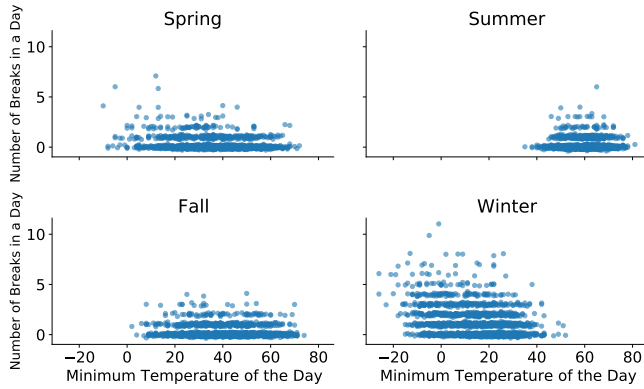 Spring
Summer
Number of Breaks in a Day
10
5
0
Fall
Winter
Number of Breaks in a Day
10
5
0
−20 0 20 40 60 80
−20 0 20 40 60 80
Minimum Temperature of the Day
Minimum Temperature of the Day